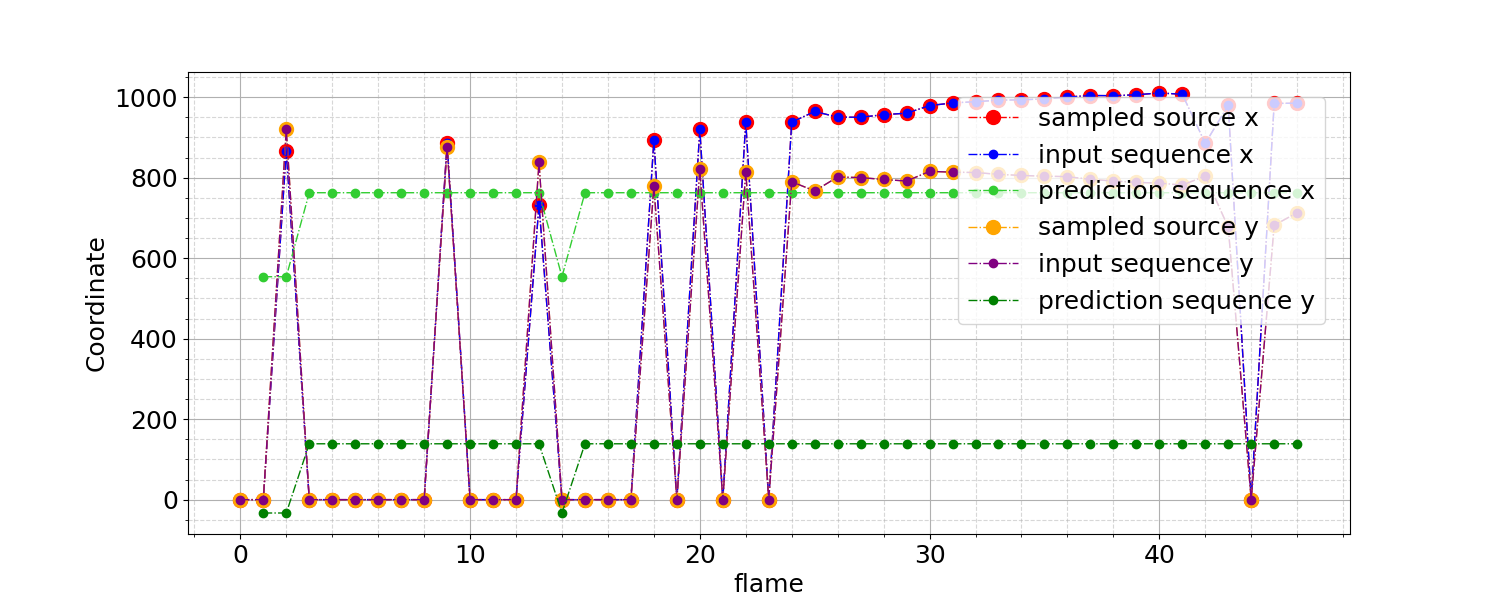 1000
800
600
400
200
0
Coordinate
0 10 20 30 40
flame
sampled source x
input sequence x
prediction sequence x
sampled source y
input sequence y
prediction sequence y